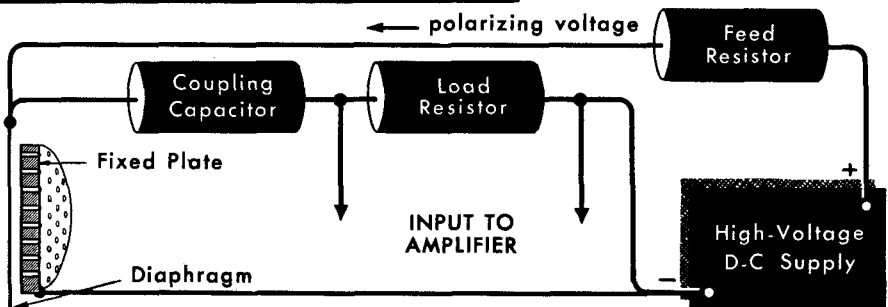 polarizing voltage
Feed
Resistor
Coupling
Capacitor
Load
Resistor
Fixed Plate
+
INPUT TO
AMPLIFIER
High-Voltage
D-C Supply
−
Diaphragm